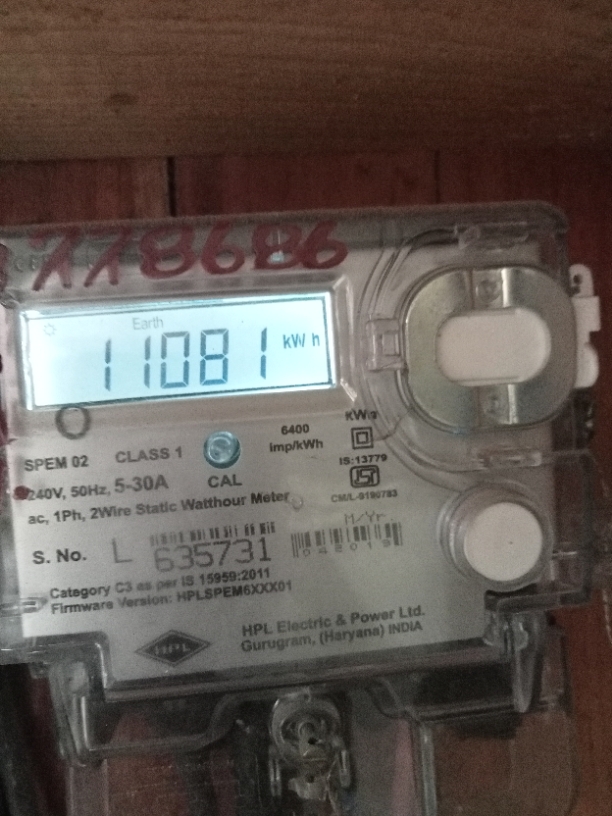 778686
Earth
11081 kWh
SPEM 02 CLASS 1
CAL
6400
imp/kWh
240V, 50Hz, 5-30A
ac, 1Ph, 2Wire Static Watthour Meter
IS:13779
ISI
CM/L-9190783
M/Yr
042019
S. No. L 635731
Category C3 as per IS 15959:2011
Firmware Version: HPLSPEM6XXX01
HPL
HPL Electric & Power Ltd.
Gurugram, (Haryana) INDIA